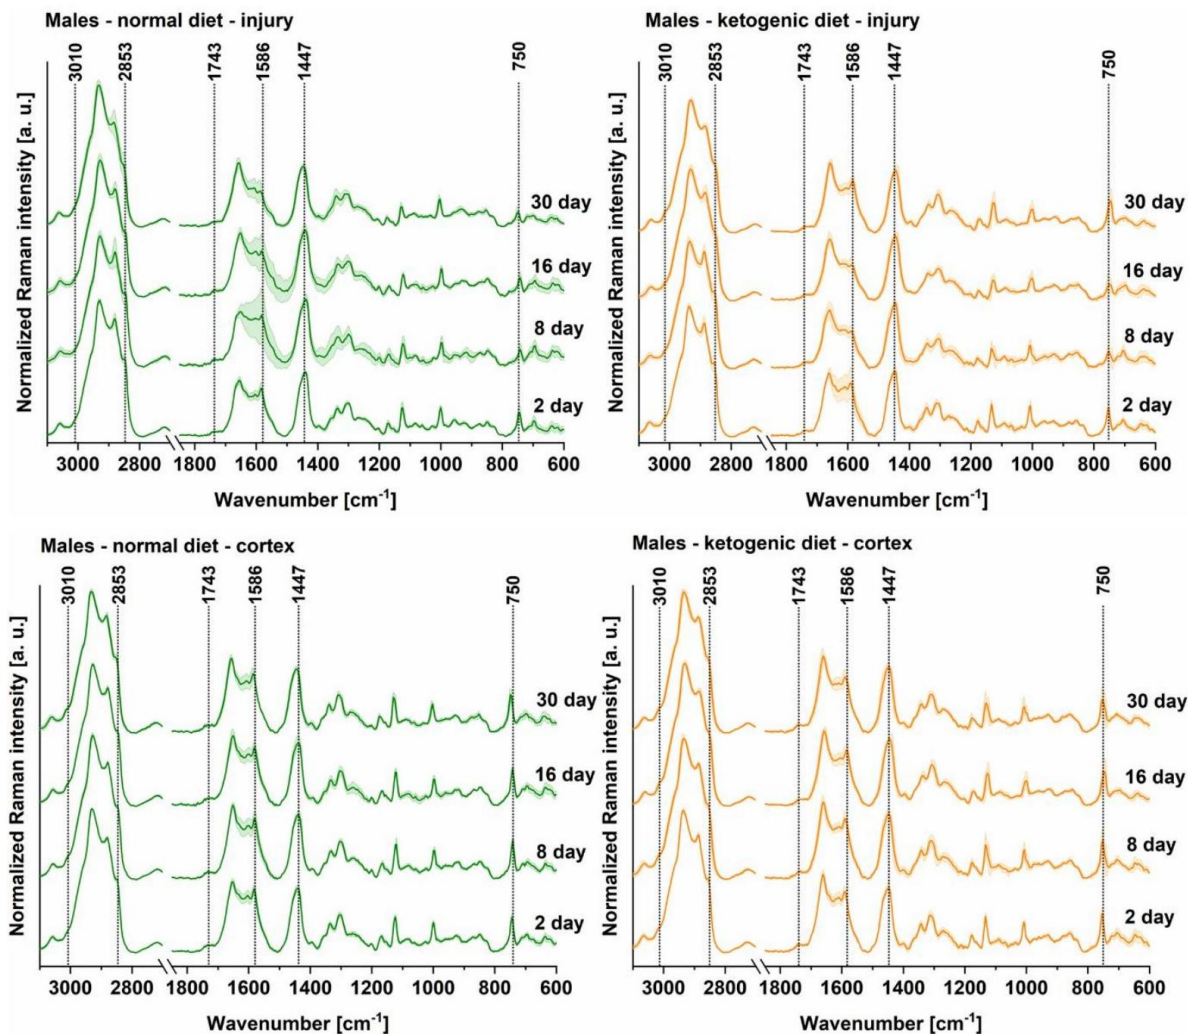 Males - normal diet - injury
3010
2853
1743
1586
1447
750
Normalized Raman intensity [a. u.]
30 day
16 day
8 day
2 day
3000 2800 1800 1600 1400 1200 1000 800 600
Wavenumber [cm⁻¹]
Males - ketogenic diet - injury
3010
2853
1743
1586
1447
750
Normalized Raman intensity [a. u.]
30 day
16 day
8 day
2 day
3000 2800 1800 1600 1400 1200 1000 800 600
Wavenumber [cm⁻¹]
Males - normal diet - cortex
3010
2853
1743
1586
1447
750
Normalized Raman intensity [a. u.]
30 day
16 day
8 day
2 day
3000 2800 1800 1600 1400 1200 1000 800 600
Wavenumber [cm⁻¹]
Males - ketogenic diet - cortex
3010
2853
1743
1586
1447
750
Normalized Raman intensity [a. u.]
30 day
16 day
8 day
2 day
3000 2800 1800 1600 1400 1200 1000 800 600
Wavenumber [cm⁻¹]